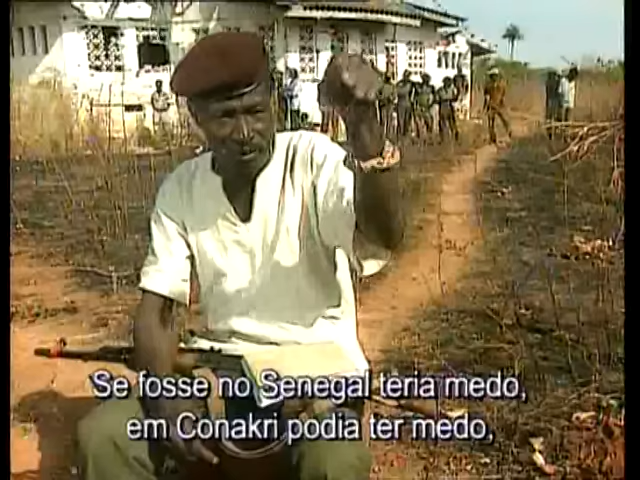 Se fosse no Senegal teria medo,
em Conakri podia ter medo,